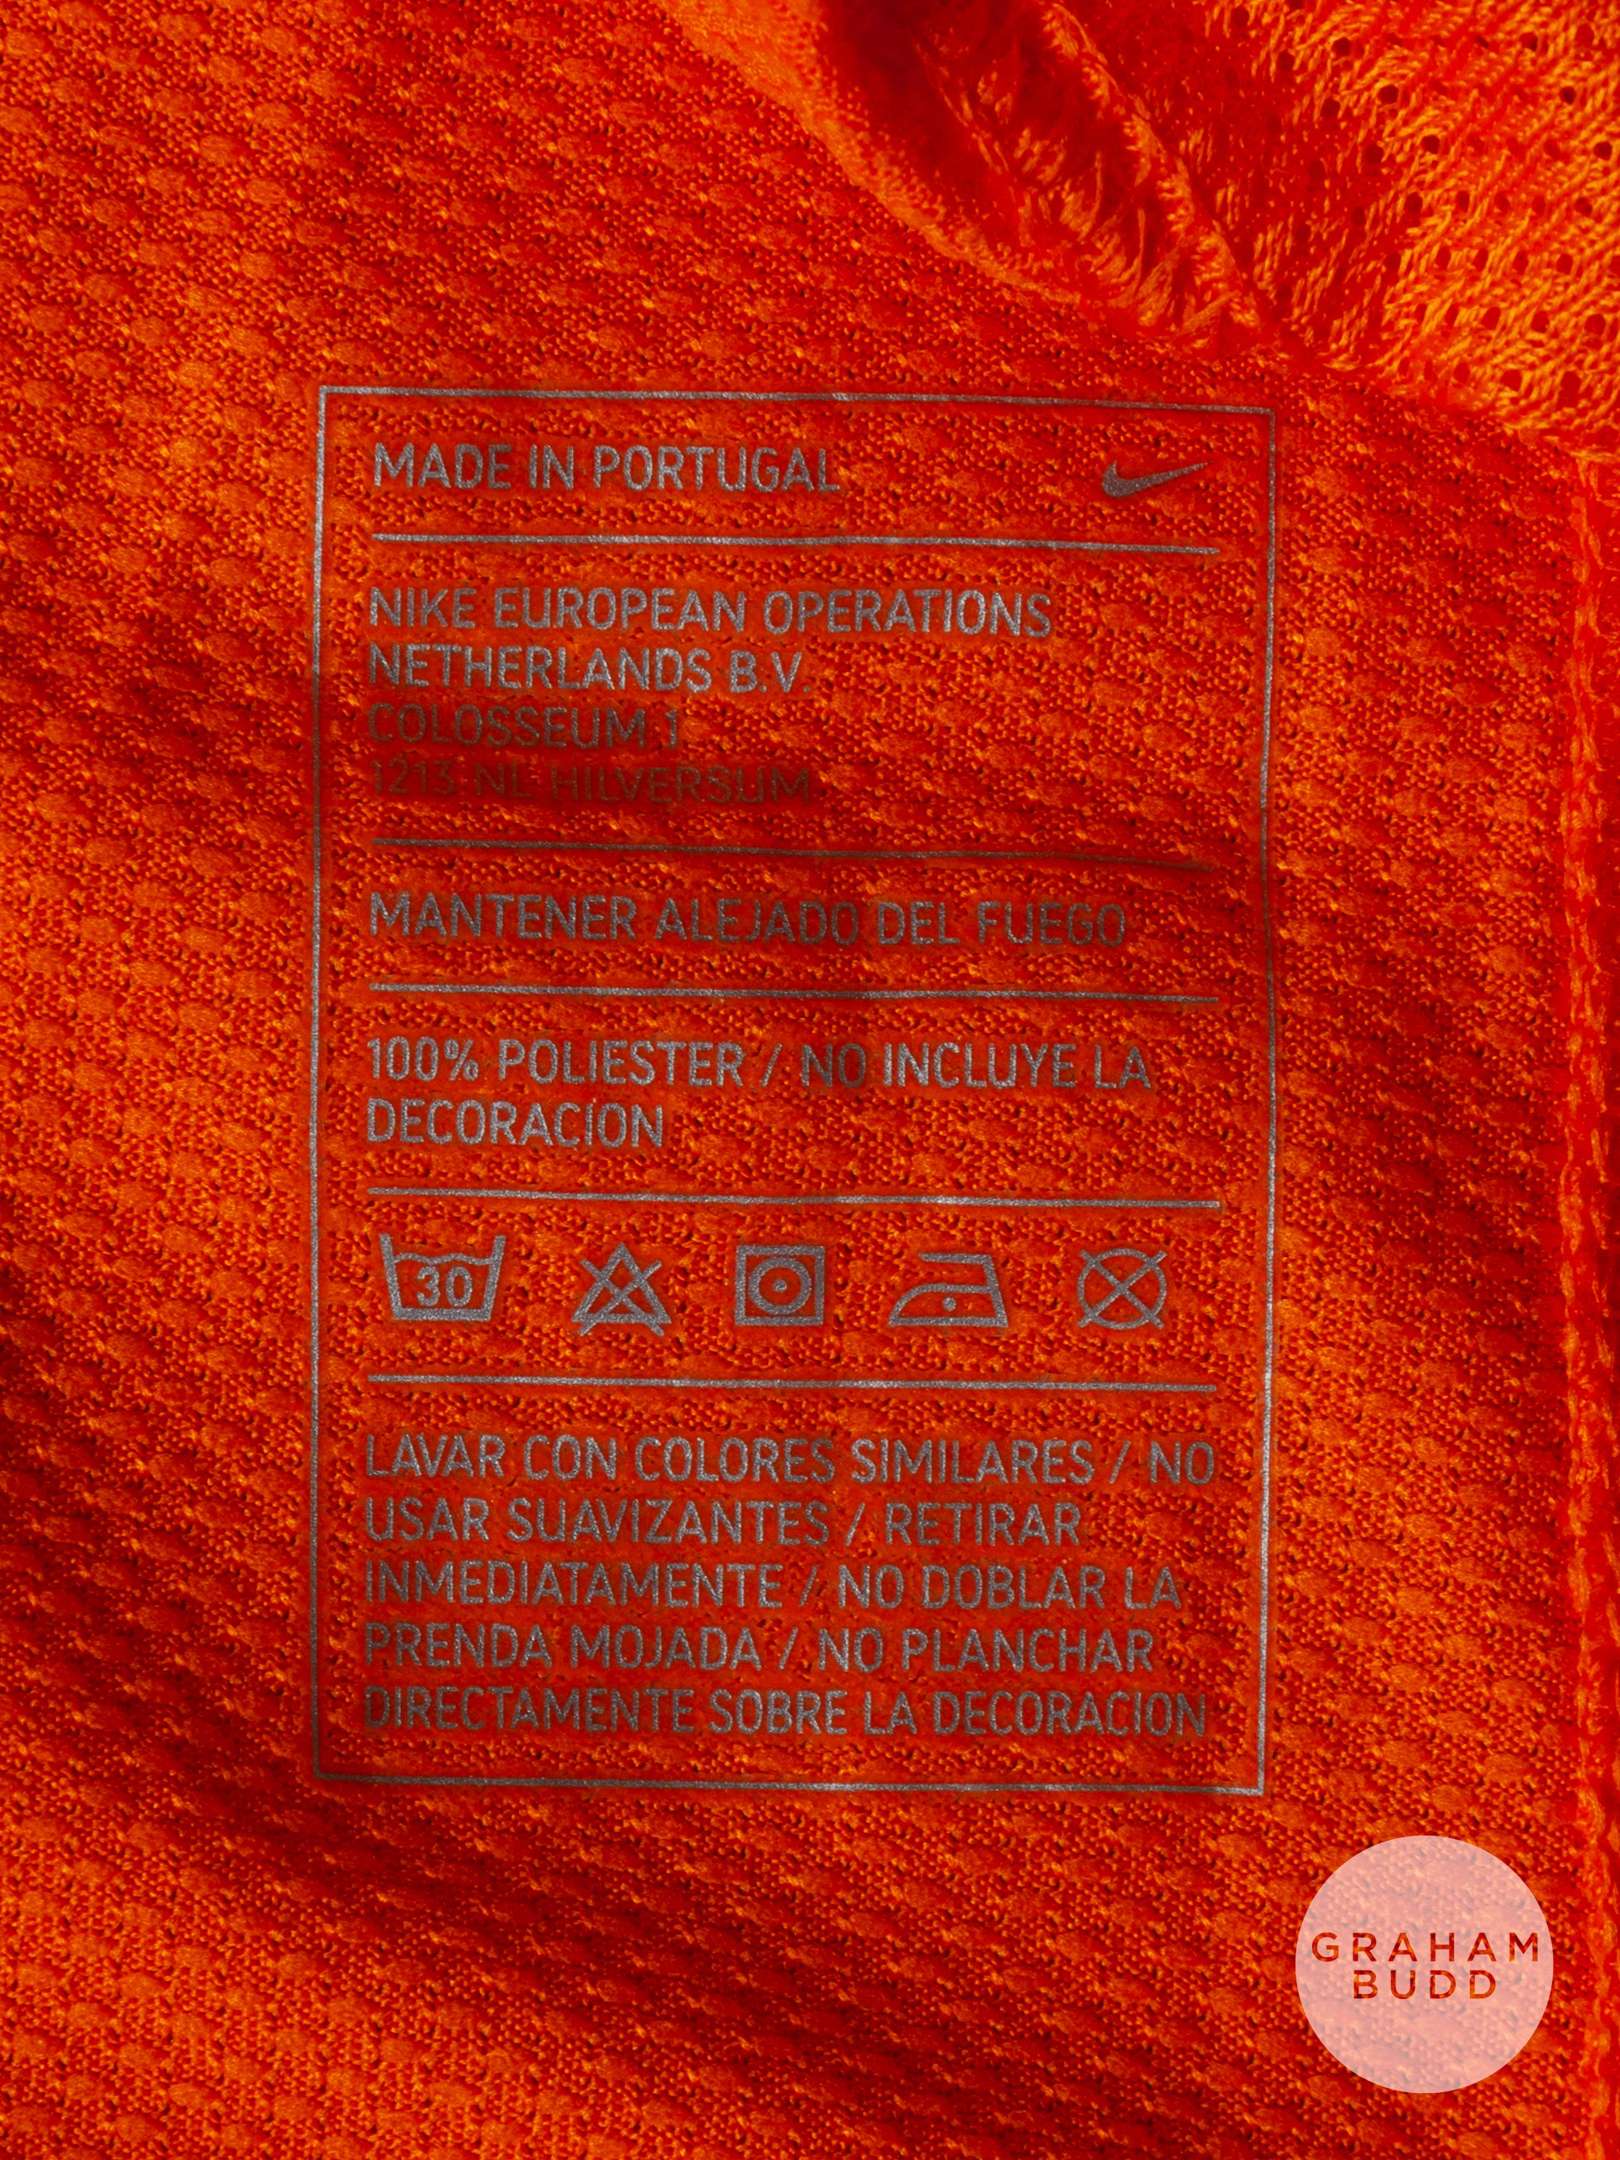 MADE IN PORTUGAL
NIKE EUROPEAN OPERATIONS
NETHERLANDS B.V.
COLOSSEUM 1
1213 NL HILVERSUM
MANTENER ALEJADO DEL FUEGO
100% POLIESTER / NO INCLUYE LA
DECORACION
30
LAVAR CON COLORES SIMILARES / NO
USAR SUAVIZANTES / RETIRAR
INMEDIATAMENTE / NO DOBLAR LA
PRENDA MOJADA / NO PLANCHAR
DIRECTAMENTE SOBRE LA DECORACION
GRAHAM
BUDD